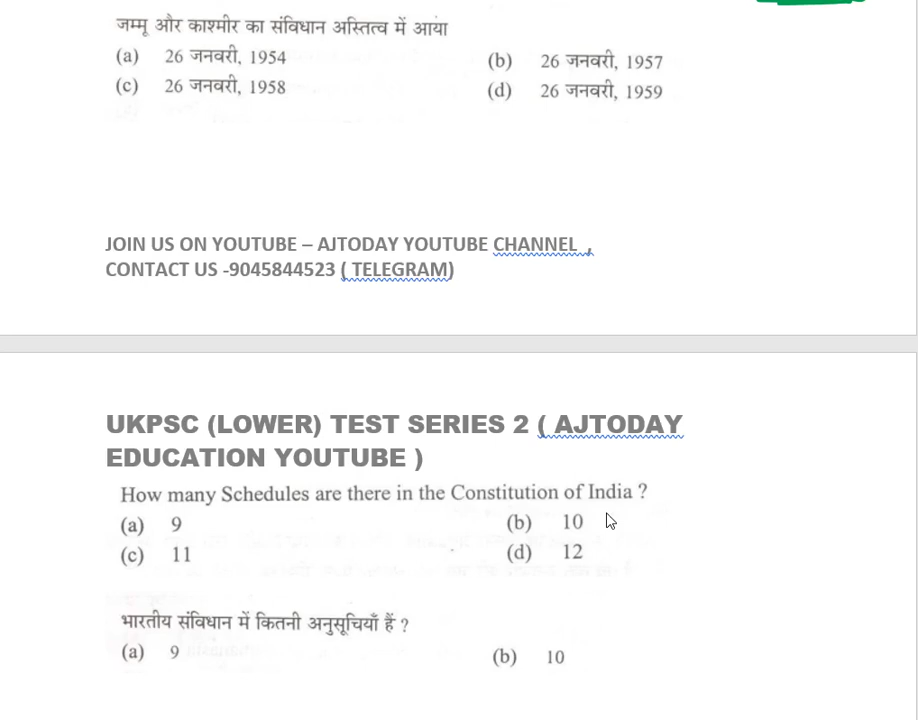 जम्मू और काश्मीर का संविधान अस्तित्व में आया
(a) 26 जनवरी, 1954 (b) 26 जनवरी, 1957
(c) 26 जनवरी, 1958 (d) 26 जनवरी, 1959
JOIN US ON YOUTUBE – AJTODAY YOUTUBE CHANNEL ,
CONTACT US -9045844523 ( TELEGRAM)
UKPSC (LOWER) TEST SERIES 2 ( AJTODAY
EDUCATION YOUTUBE )
How many Schedules are there in the Constitution of India ?
(a) 9 (b) 10
(c) 11 (d) 12
भारतीय संविधान में कितनी अनुसूचियाँ हैं ?
(a) 9 (b) 10